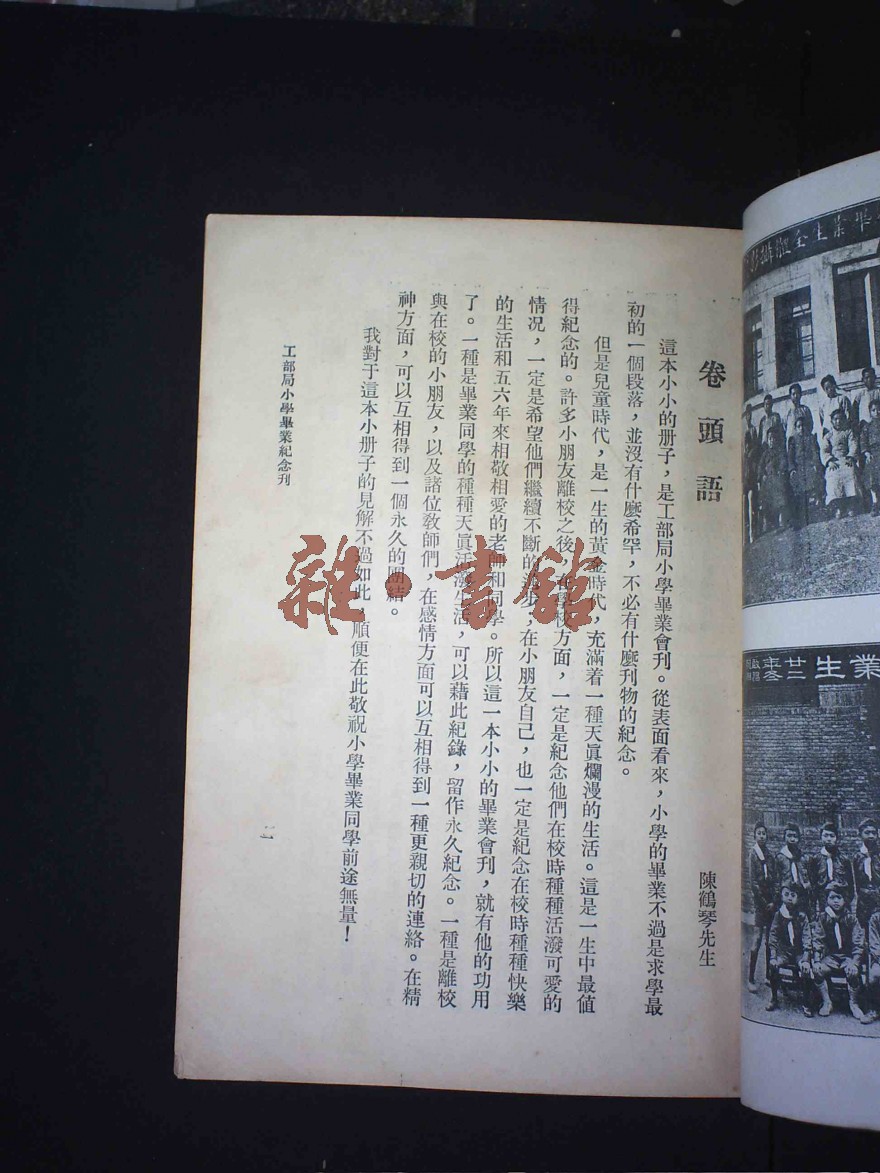 畢業生全體攝影
業生
廿三年
卷頭語
陳鶴琴先生
這本小小的册子，是工部局小學畢業會刊。從表面看來，小學的畢業不過是求學最
初的一個段落，並沒有什麼希罕，不必有什麼刊物的紀念。
但是兒童時代，是一生的黃金時代，充滿着一種天眞爛漫的生活。這是一生中最值
得紀念的。許多小朋友離校之後，在學校方面，一定是紀念他們在校時種種活潑可愛的
情況，一定是希望他們繼續不斷的進步，在小朋友自己，也一定是紀念在校時種種快樂
的生活和五六年來相敬相愛的老師和同學。所以這一本小小的畢業會刊，就有他的功用
了。一種是畢業同學的種種天眞活潑生活，可以藉此紀錄，留作永久紀念。一種是離校
與在校的小朋友，以及諸位敎師們，在感情方面可以互相得到一種更親切的連絡。在精
神方面，可以互相得到一個永久的團結。
我對于這本小册子的見解不過如此，順便在此敬祝小學畢業同學前途無量！
工部局小學畢業紀念刊
二
雜·書館